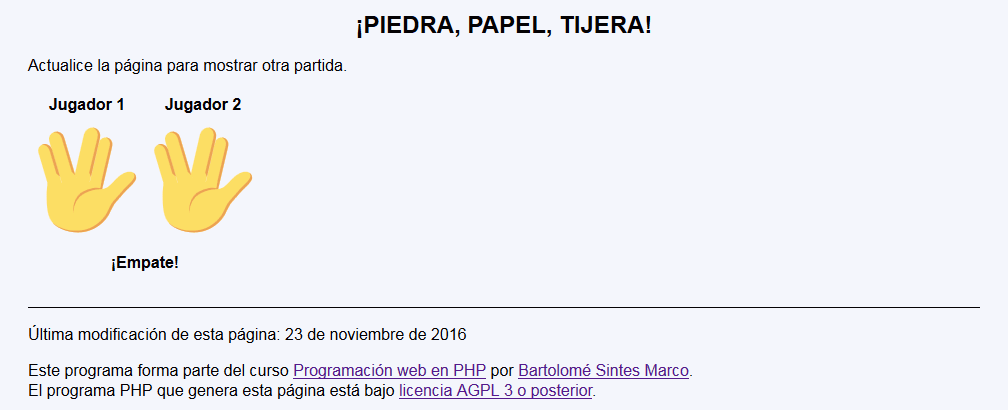 ¡PIEDRA, PAPEL, TIJERA!
Actualice la página para mostrar otra partida.
Jugador 1 Jugador 2
¡Empate!
Última modificación de esta página: 23 de noviembre de 2016
Este programa forma parte del curso Programación web en PHP por Bartolomé Sintes Marco.
El programa PHP que genera esta página está bajo licencia AGPL 3 o posterior.